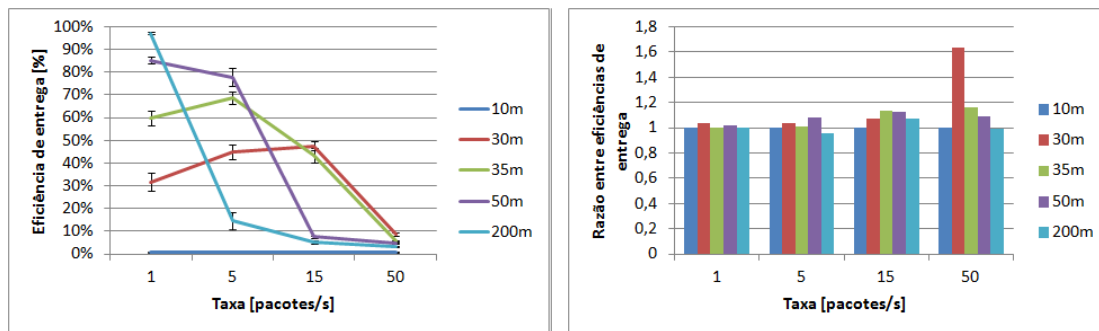 100%
90%
80%
70%
60%
50%
40%
30%
20%
10%
0%
Eficiência de entrega [%]
1 5 15 50
Taxa [pacotes/s]
10m
30m
35m
50m
200m
1,8
1,6
1,4
1,2
1
0,8
0,6
0,4
0,2
0
Razão entre eficiências de
entrega
1 5 15 50
Taxa [pacotes/s]
10m
30m
35m
50m
200m